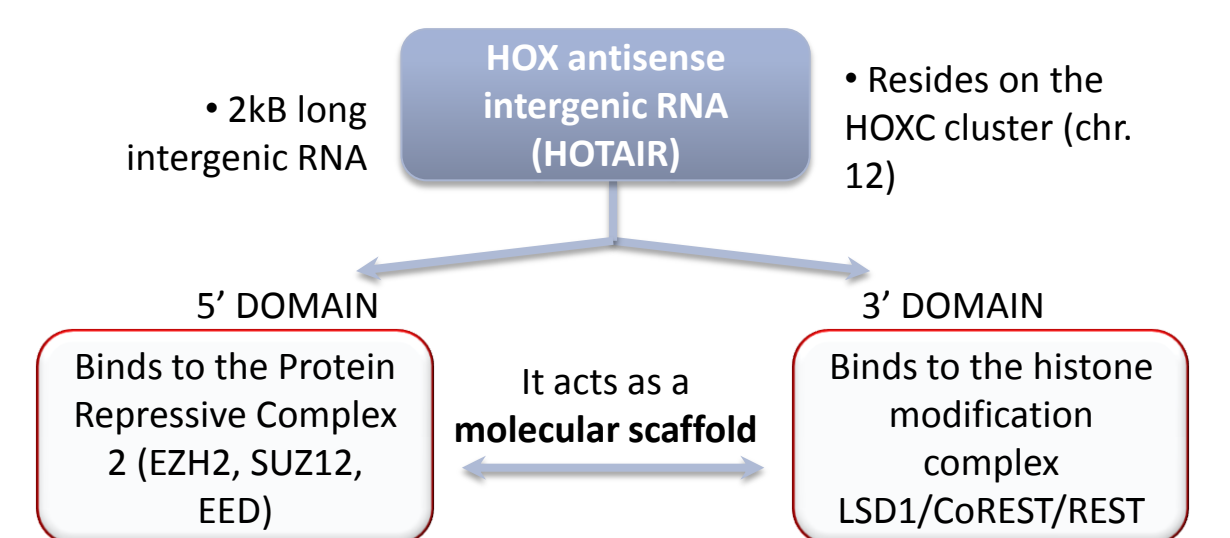 HOX antisense
intergenic RNA
(HOTAIR)
• 2kB long
intergenic RNA
• Resides on the
HOXC cluster (chr.
12)
5’ DOMAIN
Binds to the Protein
Repressive Complex
2 (EZH2, SUZ12,
EED)
It acts as a
molecular scaffold
3’ DOMAIN
Binds to the histone
modification
complex
LSD1/CoREST/REST